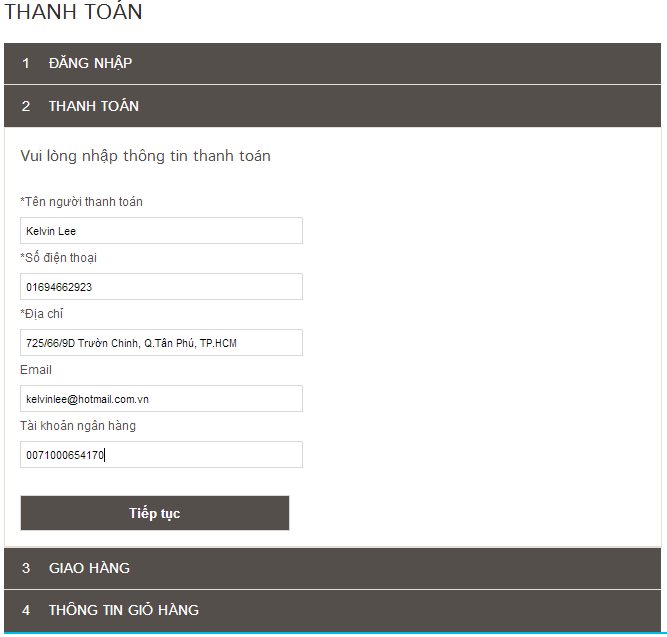 THANH TOÁN
1 ĐĂNG NHẬP
2 THANH TOÁN
Vui lòng nhập thông tin thanh toán
*Tên người thanh toán
Kelvin Lee
*Số điện thoại
01694662923
*Địa chỉ
725/66/9D Trườn Chinh, Q.Tân Phú, TP.HCM
Email
kelvinlee@hotmail.com.vn
Tài khoản ngân hàng
0071000654170
Tiếp tục
3 GIAO HÀNG
4 THÔNG TIN GIỎ HÀNG